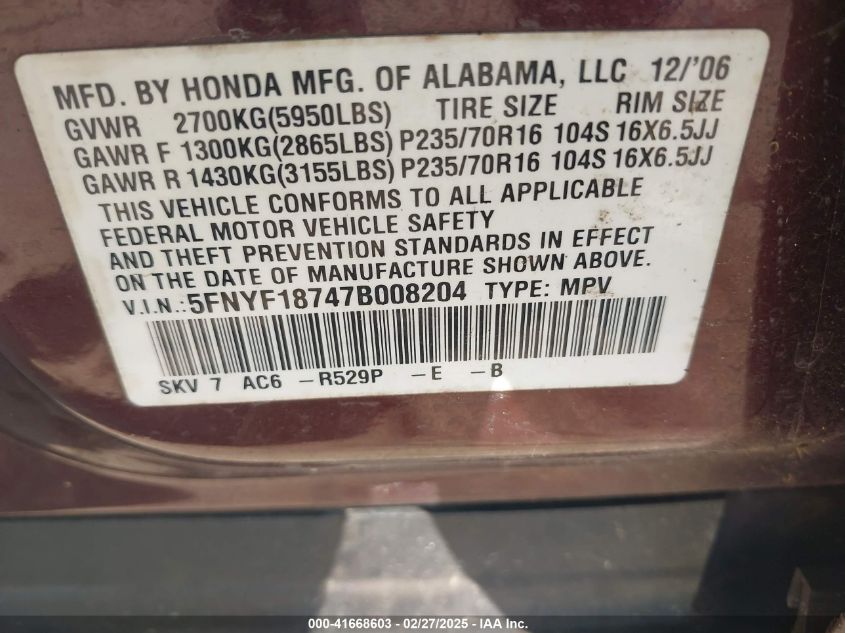 MFD. BY HONDA MFG. OF ALABAMA, LLC 12/'06
GVWR 2700KG(5950LBS) TIRE SIZE RIM SIZE
GAWR F 1300KG(2865LBS) P235/70R16 104S 16X6.5JJ
GAWR R 1430KG(3155LBS) P235/70R16 104S 16X6.5JJ
THIS VEHICLE CONFORMS TO ALL APPLICABLE
FEDERAL MOTOR VEHICLE SAFETY
AND THEFT PREVENTION STANDARDS IN EFFECT
ON THE DATE OF MANUFACTURE SHOWN ABOVE.
V.I.N.:5FNYF18747B008204 TYPE: MPV
SKV 7 AC6 -R529P -E -B
000-41668603 - 02/27/2025 - IAA Inc.